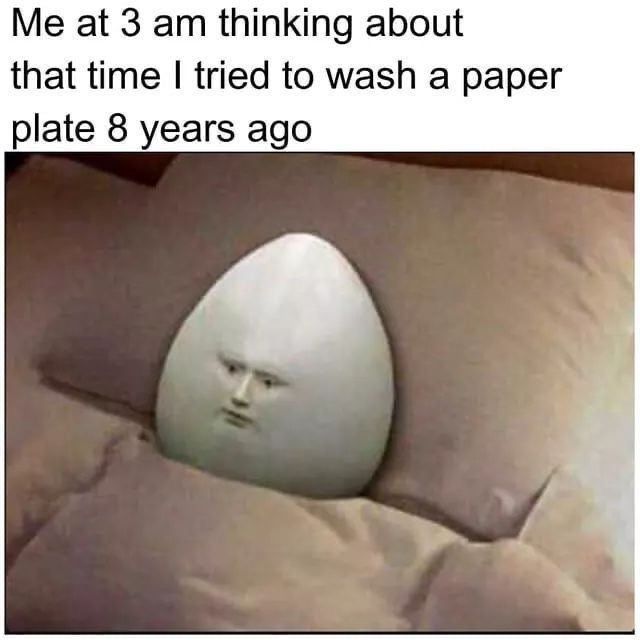 Me at 3 am thinking about
that time I tried to wash a paper
plate 8 years ago